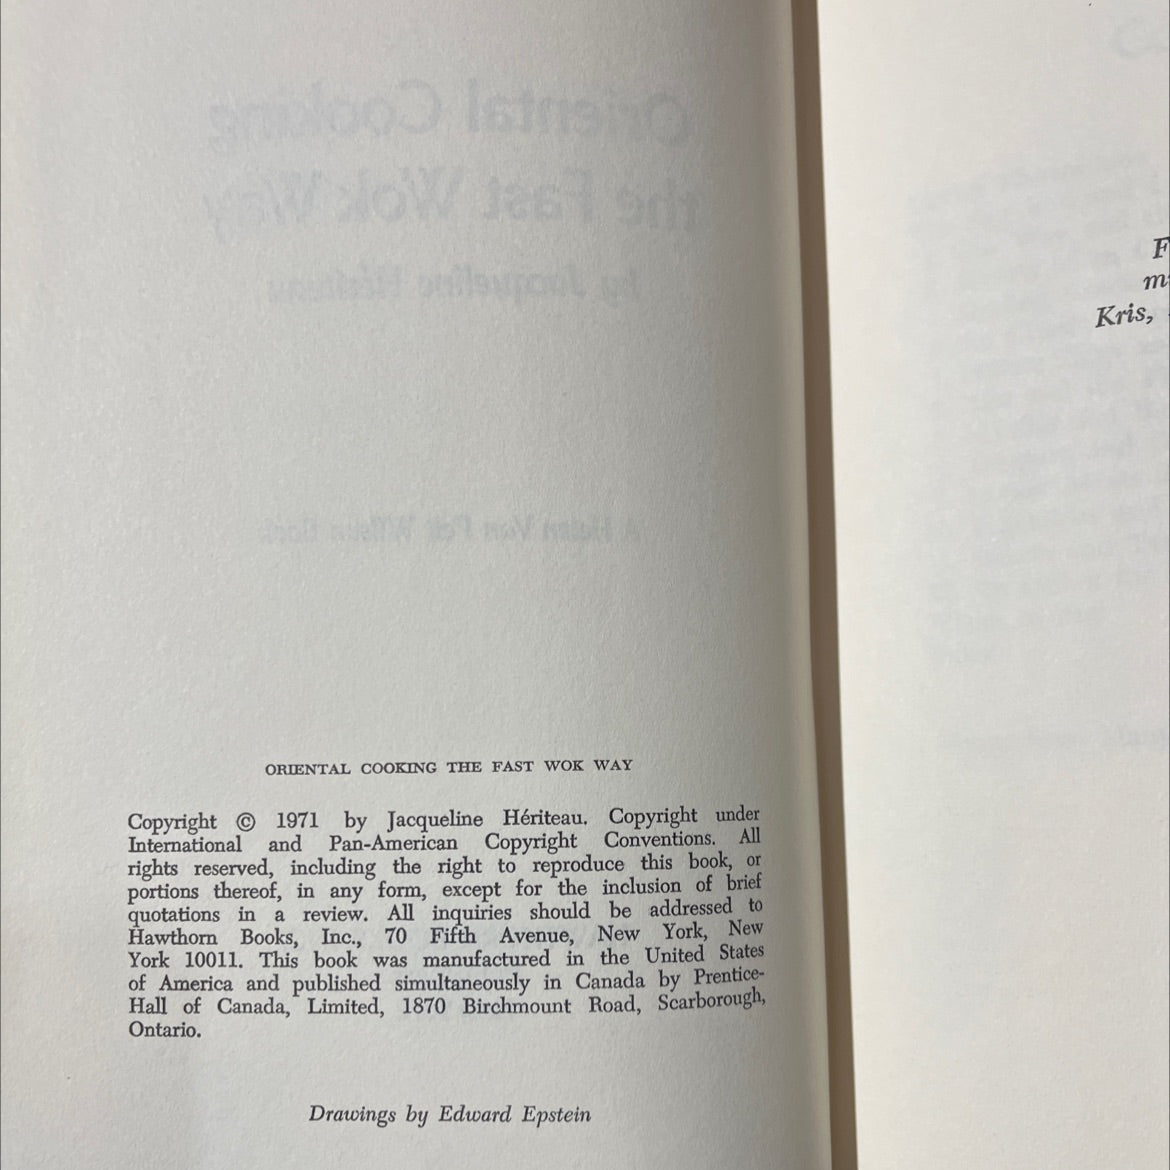 ORIENTAL COOKING THE FAST WOK WAY
Copyright © 1971 by Jacqueline Hériteau. Copyright under
International and Pan-American Copyright Conventions. All
rights reserved, including the right to reproduce this book, or
portions thereof, in any form, except for the inclusion of brief
quotations in a review. All inquiries should be addressed to
Hawthorn Books, Inc., 70 Fifth Avenue, New York, New
York 10011. This book was manufactured in the United States
of America and published simultaneously in Canada by Prentice-
Hall of Canada, Limited, 1870 Birchmount Road, Scarborough,
Ontario.
Drawings by Edward Epstein
Kris,